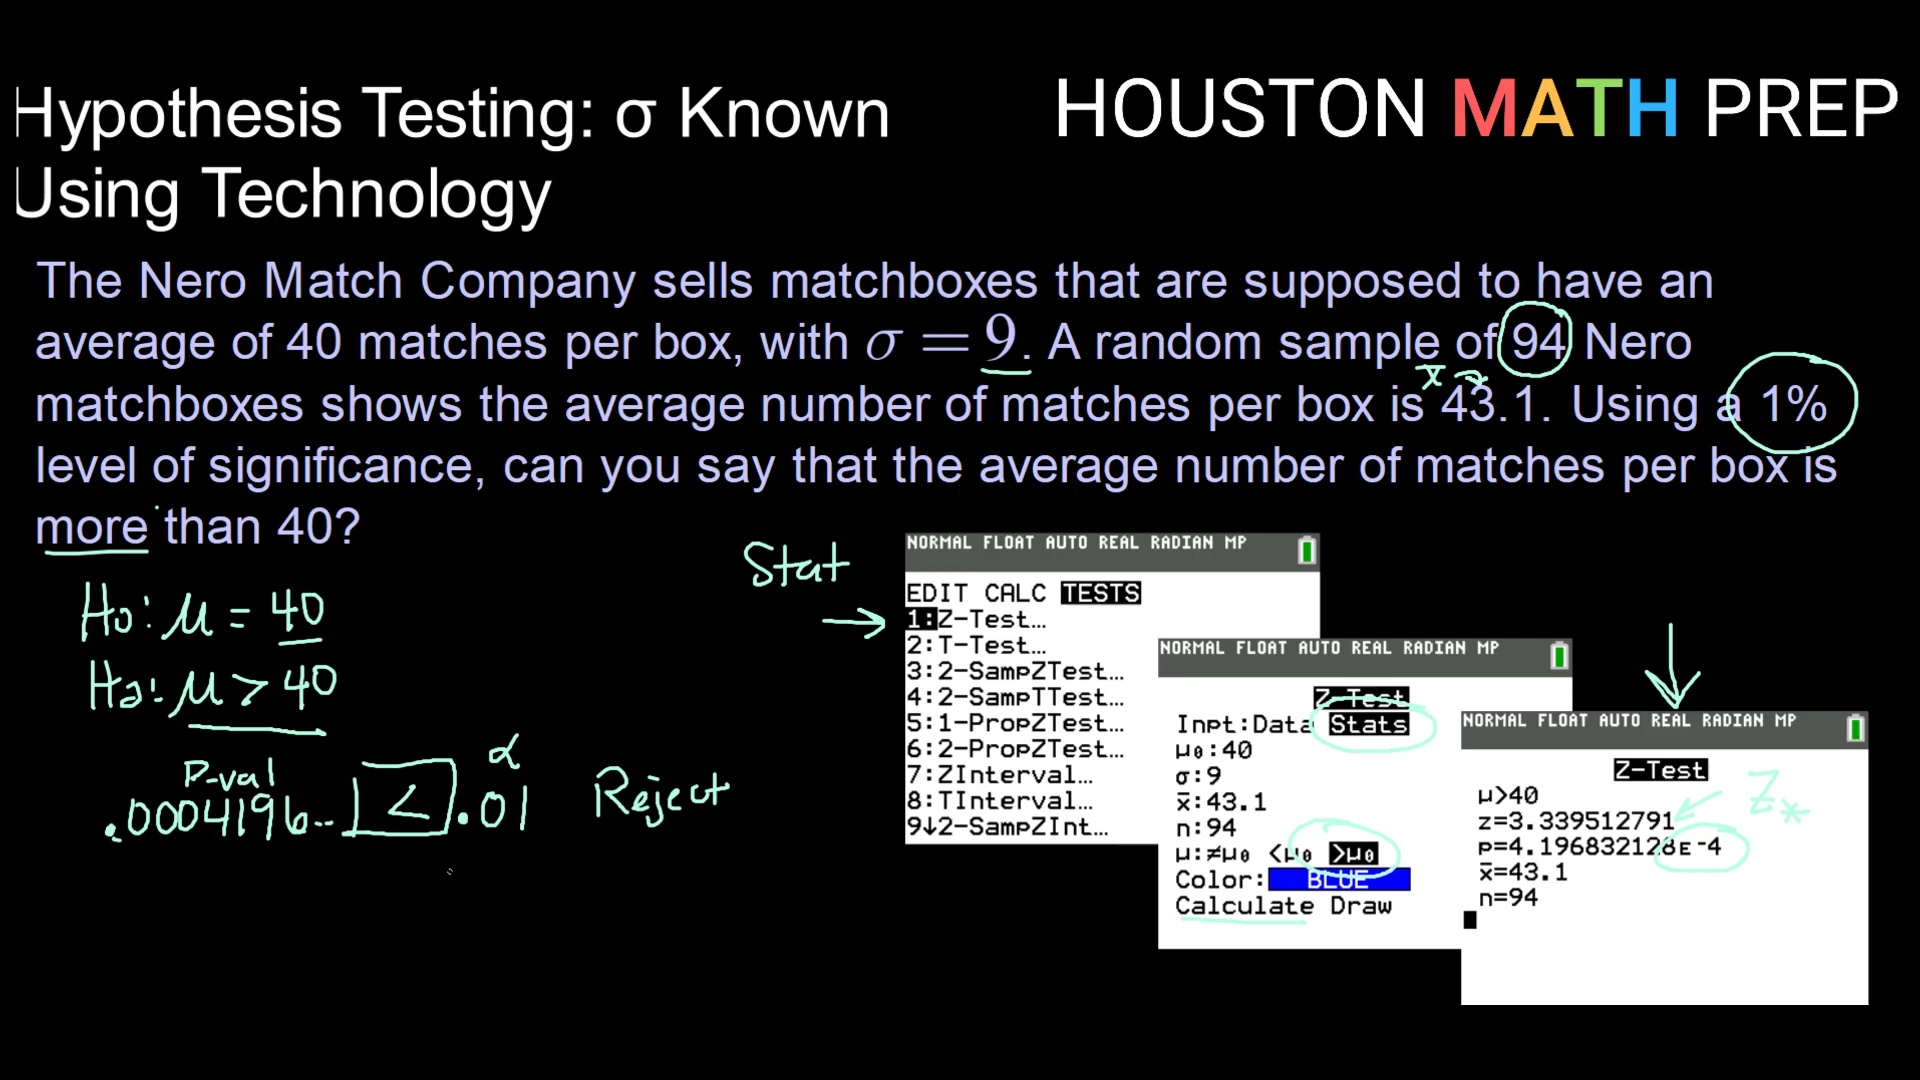 Hypothesis Testing: σ Known
Using Technology
HOUSTON MATH PREP
The Nero Match Company sells matchboxes that are supposed to have an
average of 40 matches per box, with σ = 9. A random sample of 94 Nero
x̄
matchboxes shows the average number of matches per box is 43.1. Using a 1%
level of significance, can you say that the average number of matches per box is
more than 40?
H₀: μ = 40
Ha: μ > 40
P-val
α
.0004196... < .01 Reject
Stat →
NORMAL FLOAT AUTO REAL RADIAN MP
EDIT CALC TESTS
1:Z-Test…
2:T-Test…
3:2-SampZTest…
4:2-SampTTest…
5:1-PropZTest…
6:2-PropZTest…
7:ZInterval…
8:TInterval…
9↓2-SampZInt…
NORMAL FLOAT AUTO REAL RADIAN MP
Z-Test
Inpt:Data Stats
μ₀:40
σ:9
x̄:43.1
n:94
μ:≠μ₀ <μ₀ >μ₀
Color: BLUE
Calculate Draw
NORMAL FLOAT AUTO REAL RADIAN MP
Z-Test
μ>40
z=3.339512791
Z*
p=4.196832128E-4
x̄=43.1
n=94